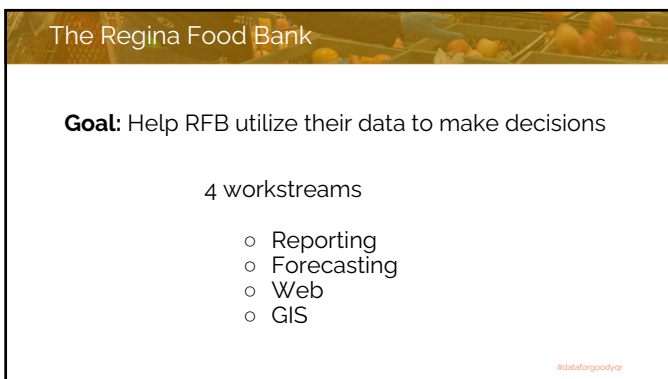 The Regina Food Bank
Goal: Help RFB utilize their data to make decisions
4 workstreams
○ Reporting
○ Forecasting
○ Web
○ GIS
#dataforgoodyqr